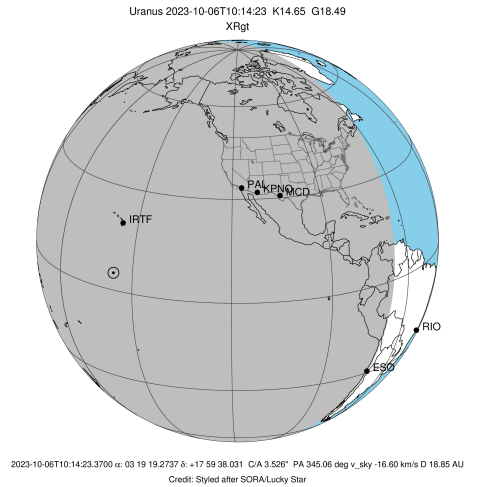 Uranus 2023-10-06T10:14:23 K14.65 G18.49
XRgt
PAL
KPNO
MCD
IRTF
RIO
ESO
2023-10-06T10:14:23.3700 α: 03 19 19.2737 δ: +17 59 38.031 C/A 3.526" PA 345.06 deg v_sky -16.60 km/s D 18.85 AU
Credit: Styled after SORA/Lucky Star